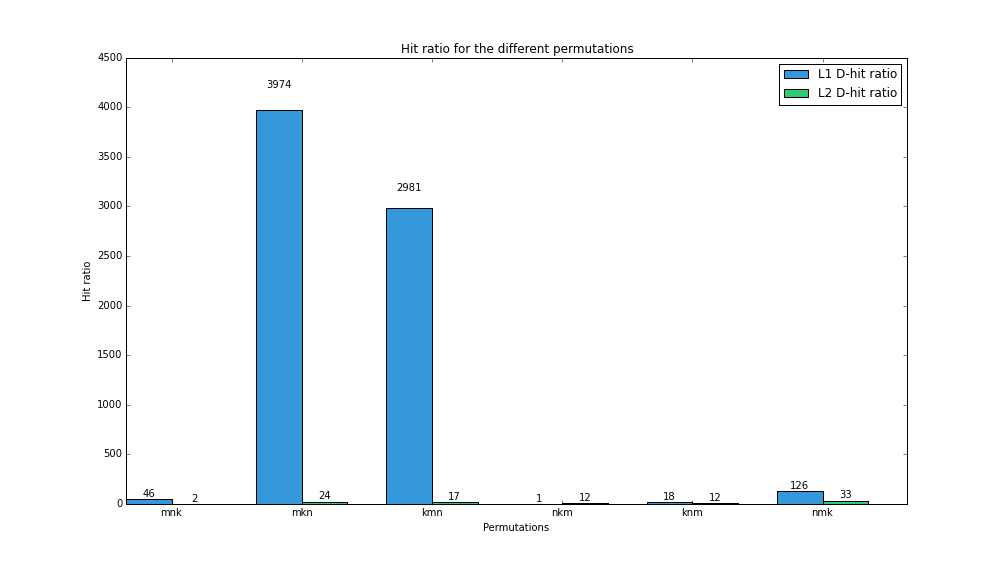 Hit ratio for the different permutations
L1 D-hit ratio
L2 D-hit ratio
Hit ratio
4500
4000
3500
3000
2500
2000
1500
1000
500
0
46
2
3974
24
2981
17
1
12
18
12
126
33
mnk
mkn
kmn
nkm
knm
nmk
Permutations